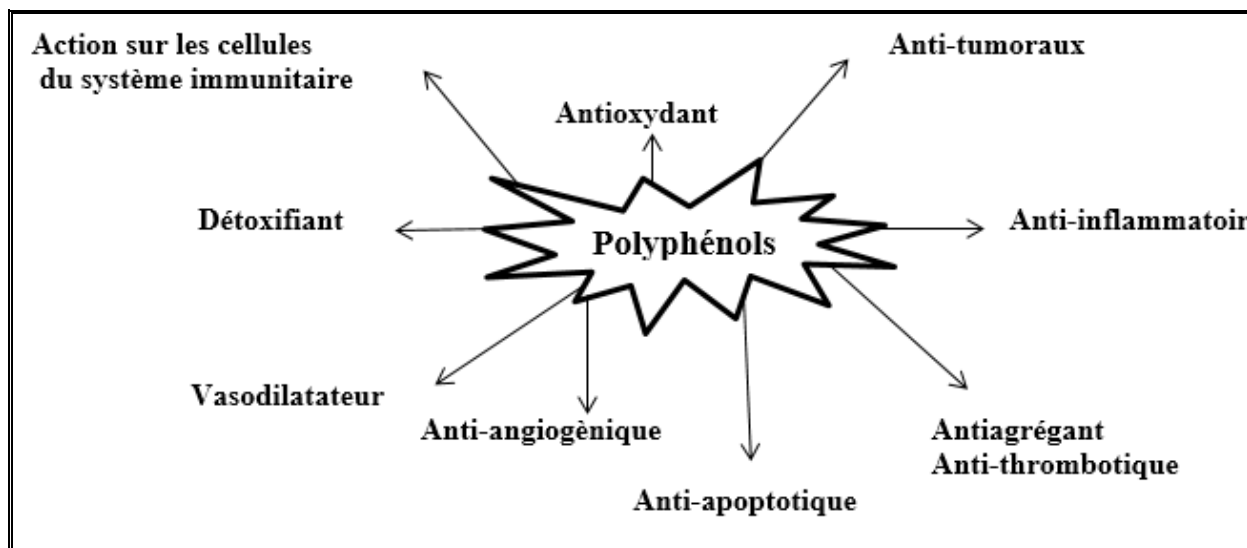 Action sur les cellules
du système immunitaire
Anti-tumoraux
Antioxydant
Détoxifiant
Polyphénols
Anti-inflammatoir
Vasodilatateur
Anti-angiogènique
Antiagrégant
Anti-thrombotique
Anti-apoptotique